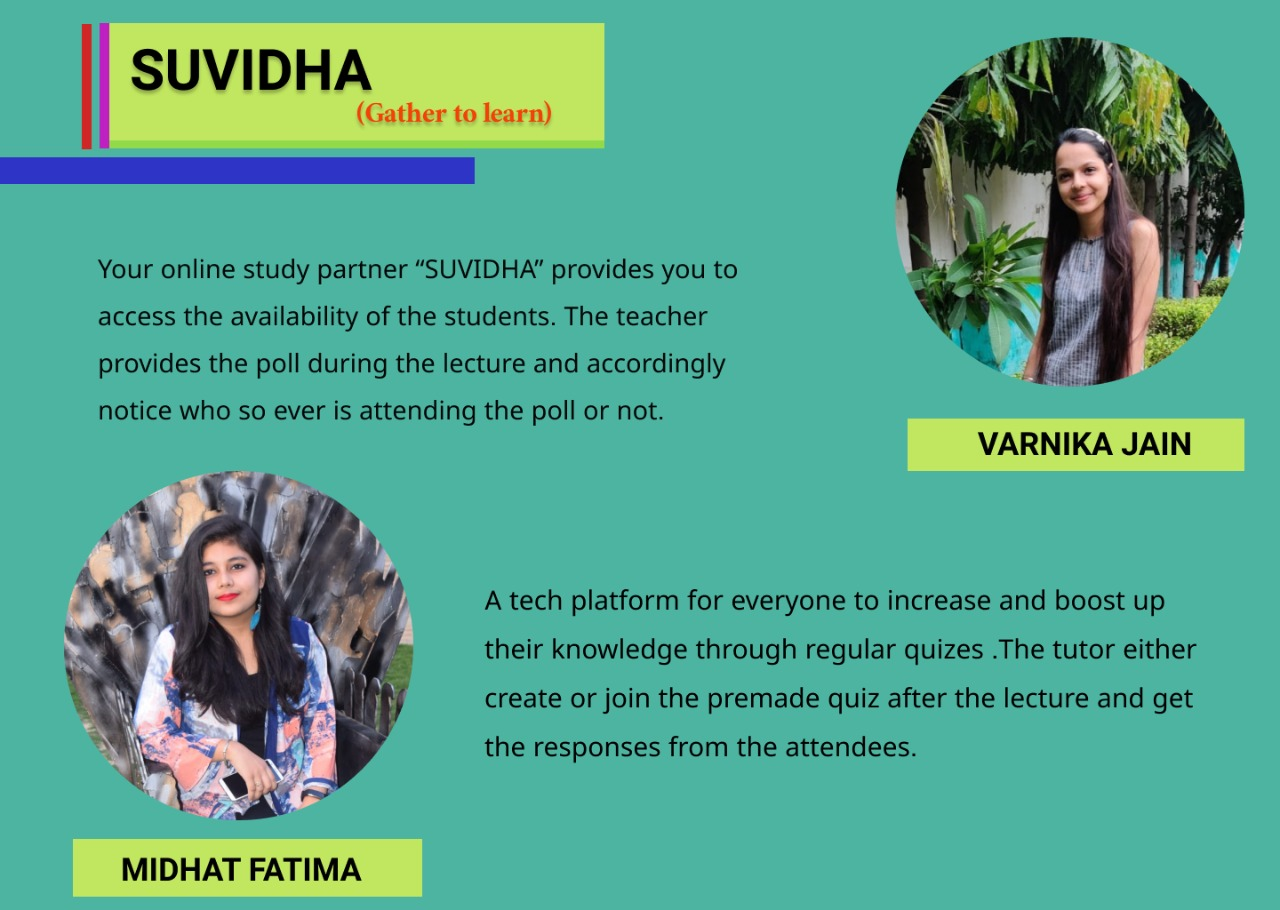 SUVIDHA
(Gather to learn)
Your online study partner “SUVIDHA” provides you to
access the availability of the students. The teacher
provides the poll during the lecture and accordingly
notice who so ever is attending the poll or not.
VARNIKA JAIN
A tech platform for everyone to increase and boost up
their knowledge through regular quizes .The tutor either
create or join the premade quiz after the lecture and get
the responses from the attendees.
MIDHAT FATIMA